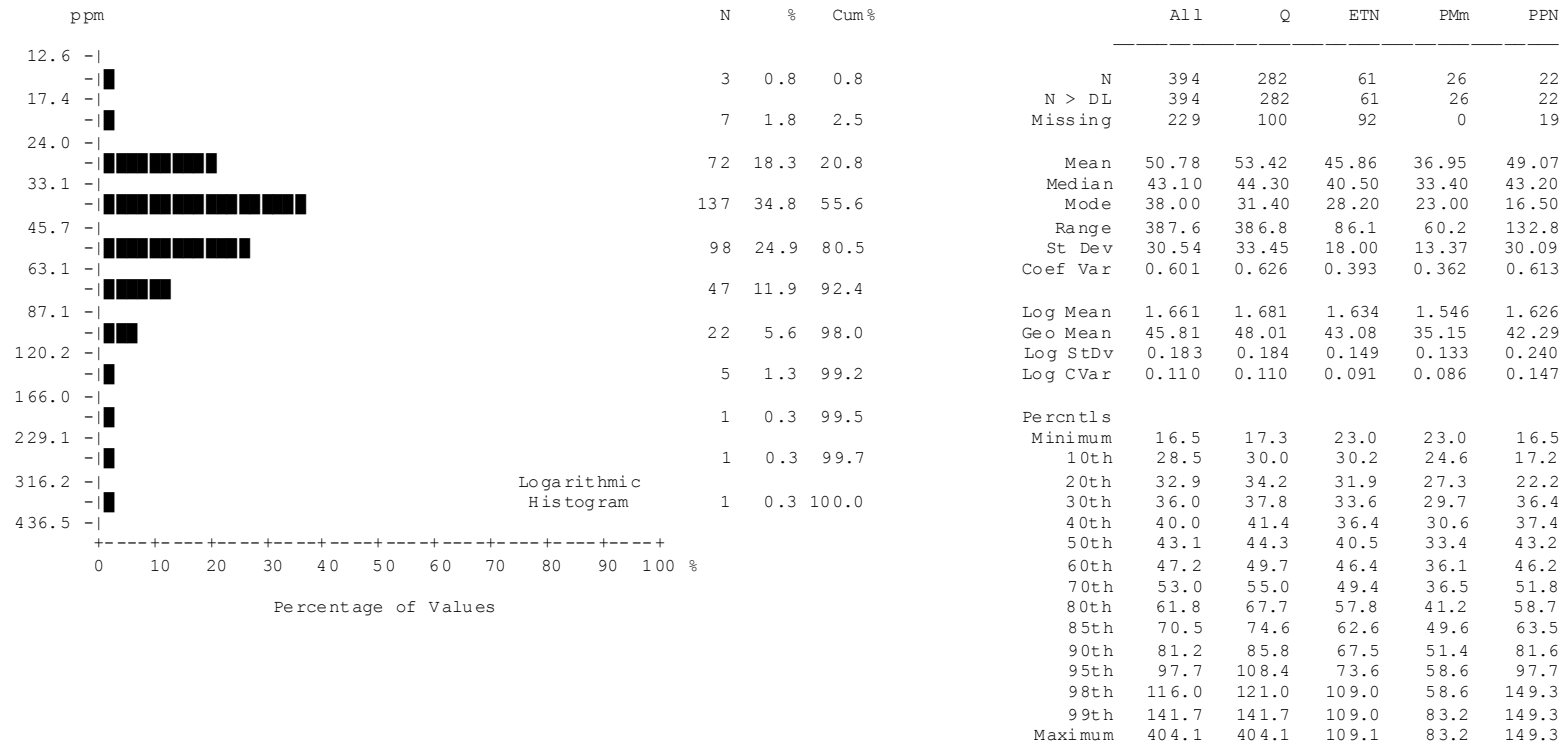 ppm N % Cum% All Q ETN PMm PPN
12.6
3 0.8 0.8 N 394 282 61 26 22
17.4 N > DL 394 282 61 26 22
7 1.8 2.5 Missing 229 100 92 0 19
24.0
72 18.3 20.8 Mean 50.78 53.42 45.86 36.95 49.07
33.1 Median 43.10 44.30 40.50 33.40 43.20
137 34.8 55.6 Mode 38.00 31.40 28.20 23.00 16.50
45.7 Range 387.6 386.8 86.1 60.2 132.8
98 24.9 80.5 St Dev 30.54 33.45 18.00 13.37 30.09
63.1 Coef Var 0.601 0.626 0.393 0.362 0.613
47 11.9 92.4
87.1 Log Mean 1.661 1.681 1.634 1.546 1.626
22 5.6 98.0 Geo Mean 45.81 48.01 43.08 35.15 42.29
120.2 Log StDv 0.183 0.184 0.149 0.133 0.240
5 1.3 99.2 Log CVar 0.110 0.110 0.091 0.086 0.147
166.0
1 0.3 99.5 Percntls
229.1 Minimum 16.5 17.3 23.0 23.0 16.5
1 0.3 99.7 10th 28.5 30.0 30.2 24.6 17.2
316.2 Logarithmic 20th 32.9 34.2 31.9 27.3 22.2
Histogram 1 0.3 100.0 30th 36.0 37.8 33.6 29.7 36.4
436.5 40th 40.0 41.4 36.4 30.6 37.4
50th 43.1 44.3 40.5 33.4 43.2
0 10 20 30 40 50 60 70 80 90 100 % 60th 47.2 49.7 46.4 36.1 46.2
70th 53.0 55.0 49.4 36.5 51.8
Percentage of Values
80th 61.8 67.7 57.8 41.2 58.7
85th 70.5 74.6 62.6 49.6 63.5
90th 81.2 85.8 67.5 51.4 81.6
95th 97.7 108.4 73.6 58.6 97.7
98th 116.0 121.0 109.0 58.6 149.3
99th 141.7 141.7 109.0 83.2 149.3
Maximum 404.1 404.1 109.1 83.2 149.3